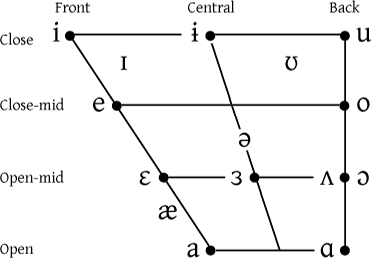 Front Central Back
Close i ɨ u
ɪ ʊ
Close-mid e o
ə
Open-mid ɛ ɜ ʌ ɔ
æ
Open a ɑ